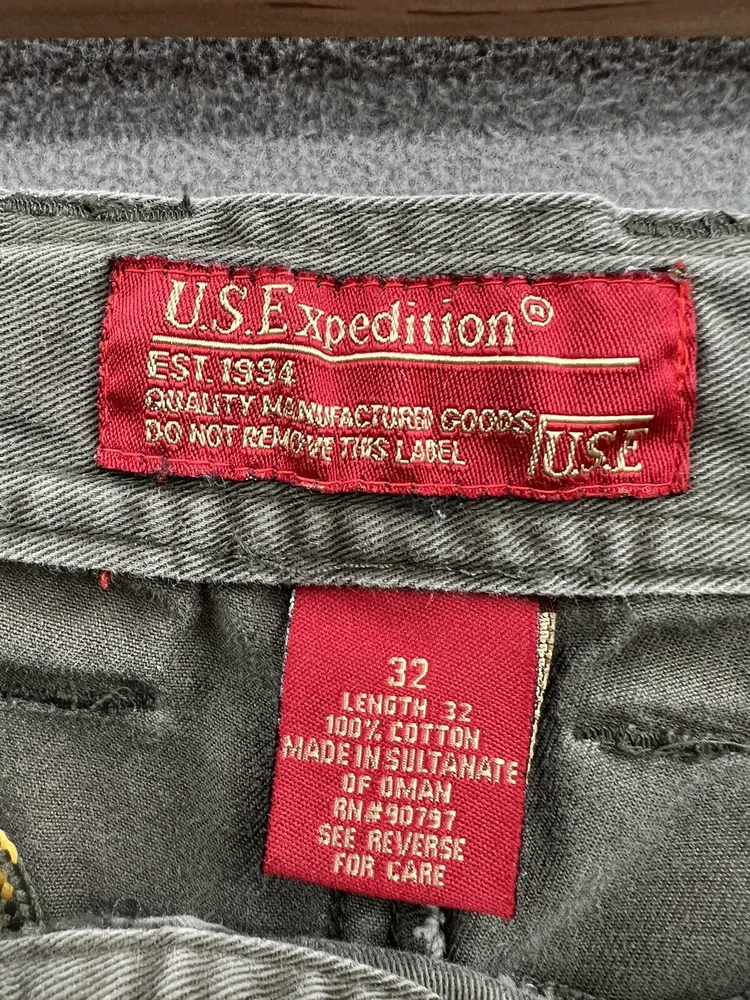 U.S.Expedition®
EST. 1994
QUALITY MANUFACTURED GOODS
DO NOT REMOVE THIS LABEL
U.S.E
32
LENGTH 32
100% COTTON
MADE IN SULTANATE
OF OMAN
RN#90797
SEE REVERSE
FOR CARE